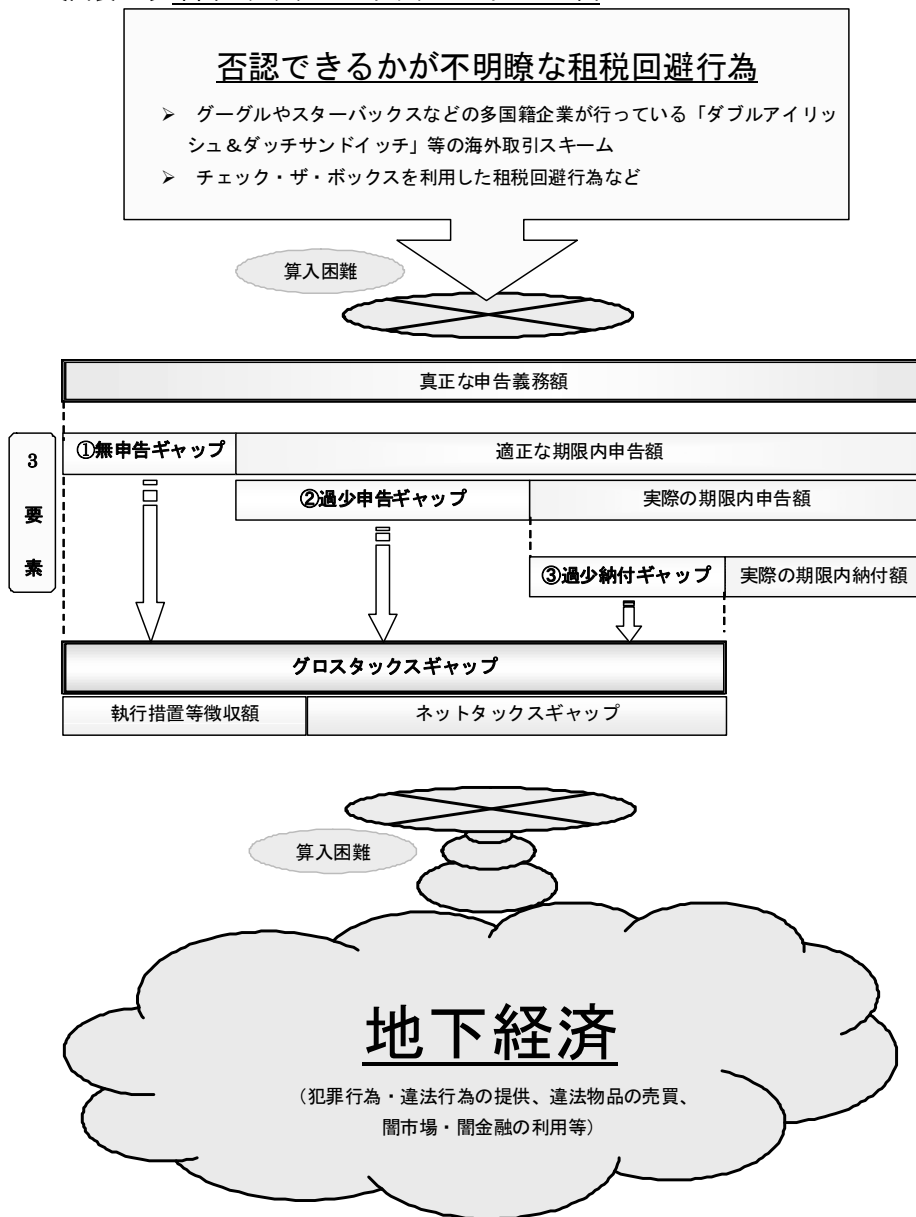 否認できるかが不明瞭な租税回避行為
➢ グーグルやスターバックスなどの多国籍企業が行っている「ダブルアイリッ
シュ＆ダッチサンドイッチ」等の海外取引スキーム
➢ チェック・ザ・ボックスを利用した租税回避行為など
算入困難
真正な申告義務額
3
要
素
①無申告ギャップ
適正な期限内申告額
②過少申告ギャップ
実際の期限内申告額
③過少納付ギャップ
実際の期限内納付額
グロスタックスギャップ
執行措置等徴収額
ネットタックスギャップ
算入困難
地下経済
（犯罪行為・違法行為の提供、違法物品の売買、
闇市場・闇金融の利用等）